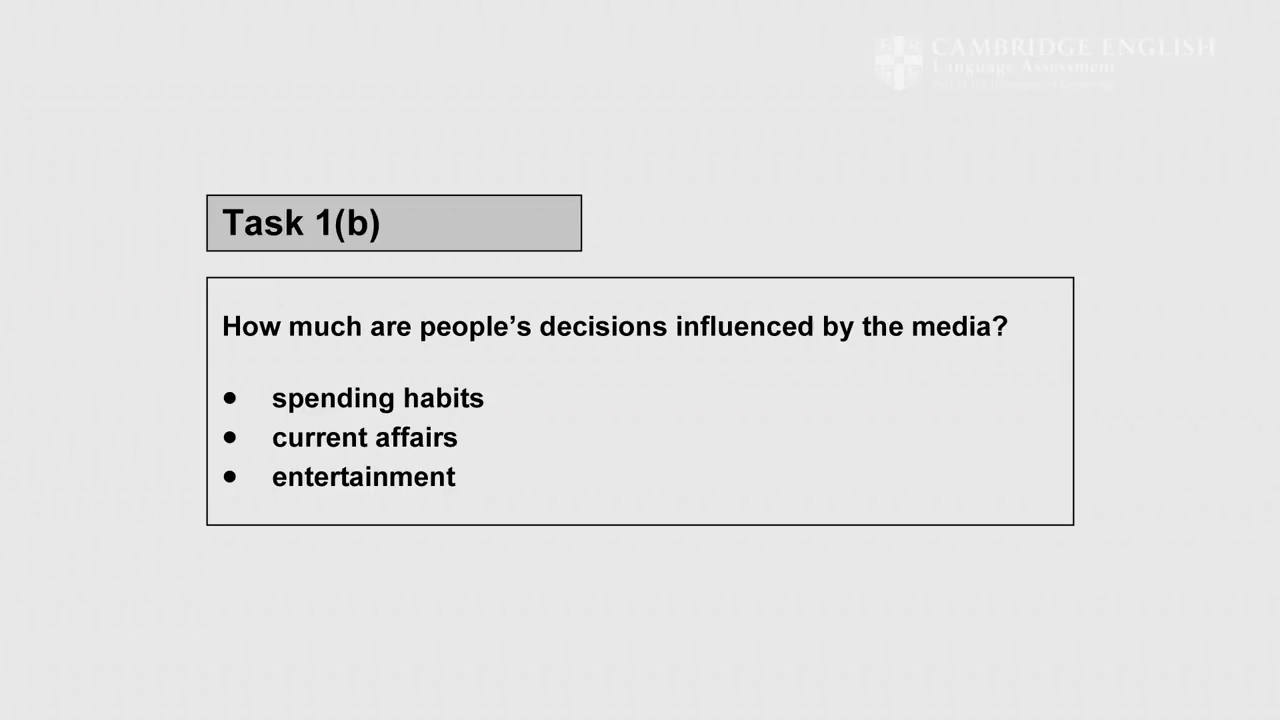 CAMBRIDGE ENGLISH
Language Assessment
Task 1(b)
How much are people’s decisions influenced by the media?
● spending habits
● current affairs
● entertainment